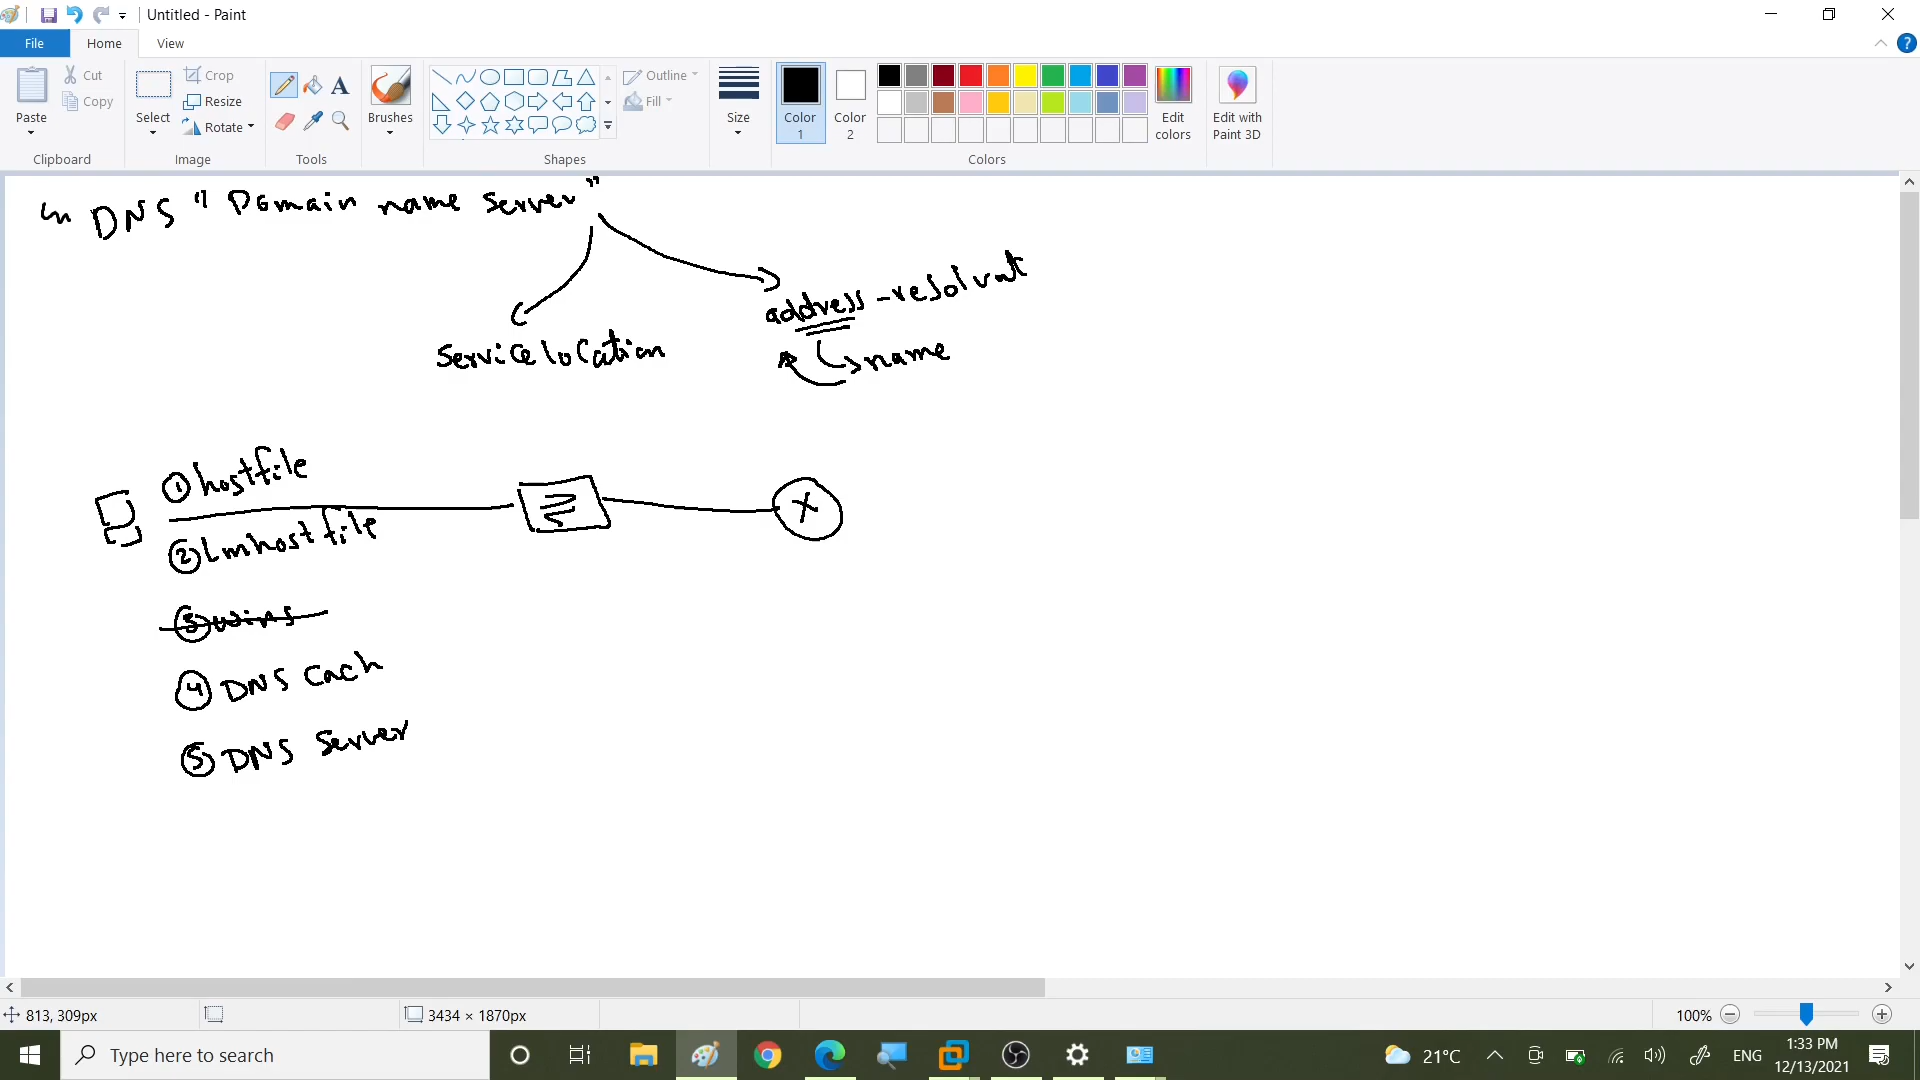 Untitled - Paint
File Home View
Cut
Copy
Paste
Clipboard
Select
Crop
Resize
Rotate
Image
Tools
Brushes
Shapes
Outline
Fill
Size
Color 1
Color 2
Colors
Edit colors
Edit with Paint 3D
DNS "Domain name server"
service location
address-resolvat
name
① hostfile
② Lmhost file
③ wins
④ DNS Cach
⑤ DNS Server
X
813, 309px
3434 × 1870px
100%
Type here to search
21°C
ENG
1:33 PM
12/13/2021